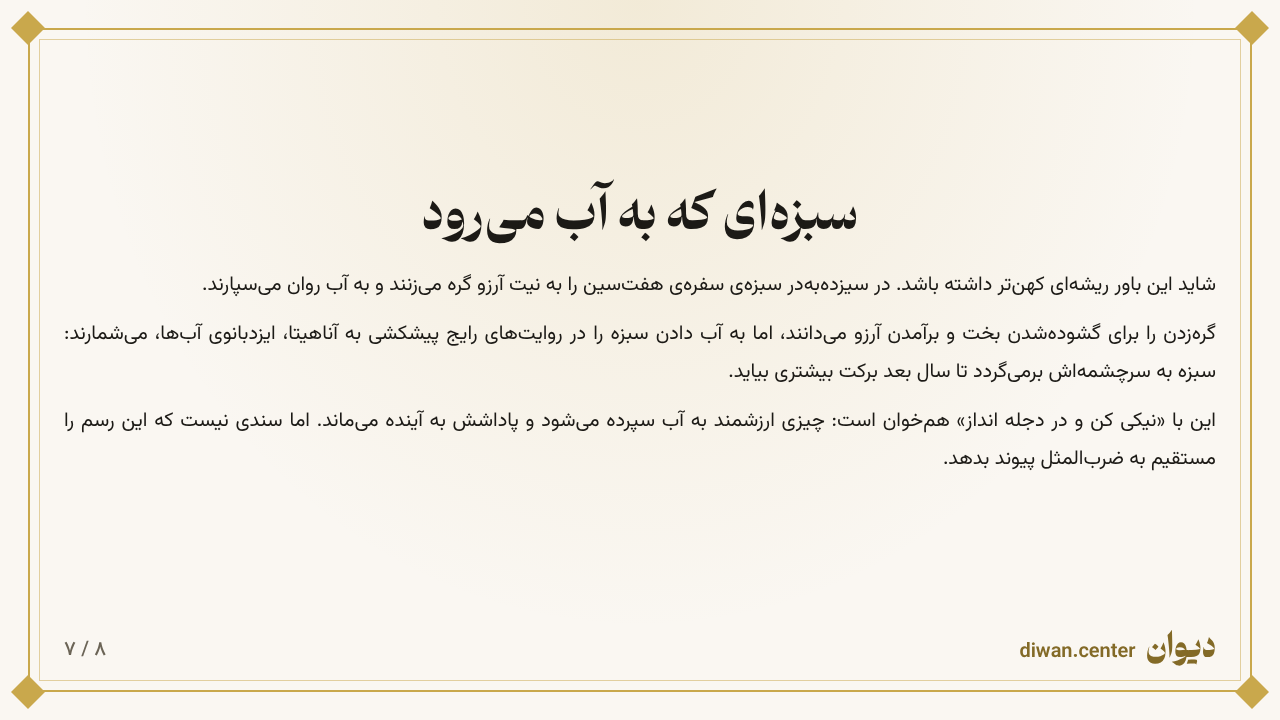 سبزه‌ای که به آب می‌رود
شاید این باور ریشه‌ای کهن‌تر داشته باشد. در سیزده‌به‌در سبزه‌ی سفره‌ی هفت‌سین را به نیت آرزو گره می‌زنند و به آب روان می‌سپارند.
گره‌زدن را برای گشوده‌شدن بخت و برآمدن آرزو می‌دانند، اما به آب دادن سبزه را در روایت‌های رایج پیشکشی به آناهیتا، ایزدبانوی آب‌ها، می‌شمارند:
سبزه به سرچشمه‌اش برمی‌گردد تا سال بعد برکت بیشتری بیاید.
این با «نیکی کن و در دجله انداز» هم‌خوان است: چیزی ارزشمند به آب سپرده می‌شود و پاداشش به آینده می‌ماند. اما سندی نیست که این رسم را
مستقیم به ضرب‌المثل پیوند بدهد.
دیوان diwan.center
۷ / ۸